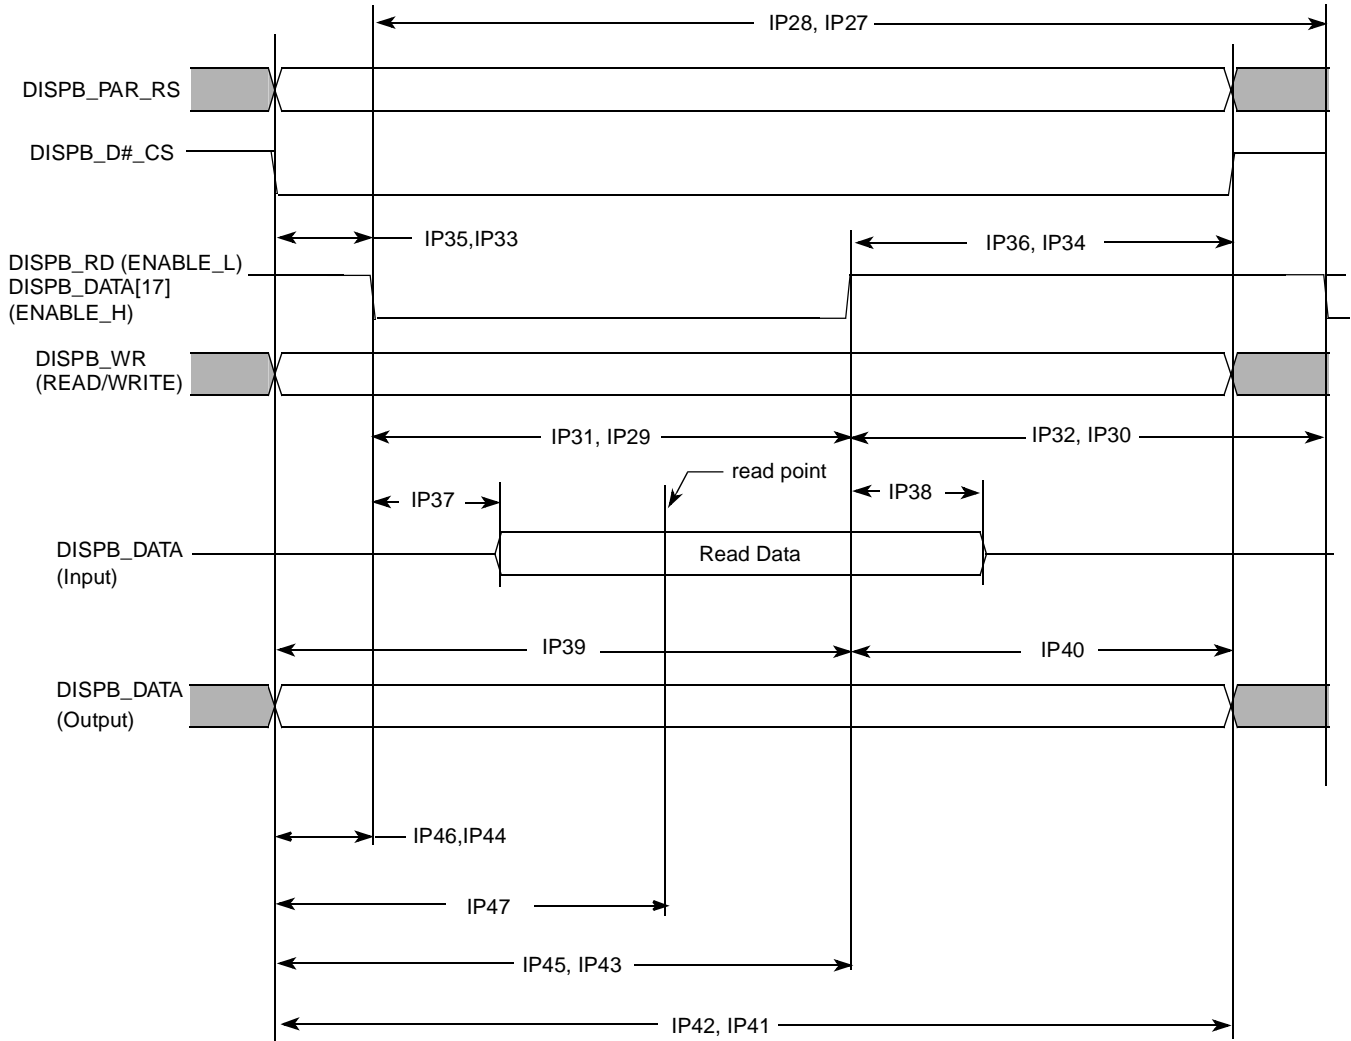 IP28, IP27
DISPB_PAR_RS
DISPB_D#_CS
IP35,IP33
IP36, IP34
DISPB_RD (ENABLE_L)
DISPB_DATA[17]
(ENABLE_H)
DISPB_WR
(READ/WRITE)
IP31, IP29
IP32, IP30
read point
IP37
IP38
DISPB_DATA
(Input)
Read Data
IP39
IP40
DISPB_DATA
(Output)
IP46,IP44
IP47
IP45, IP43
IP42, IP41